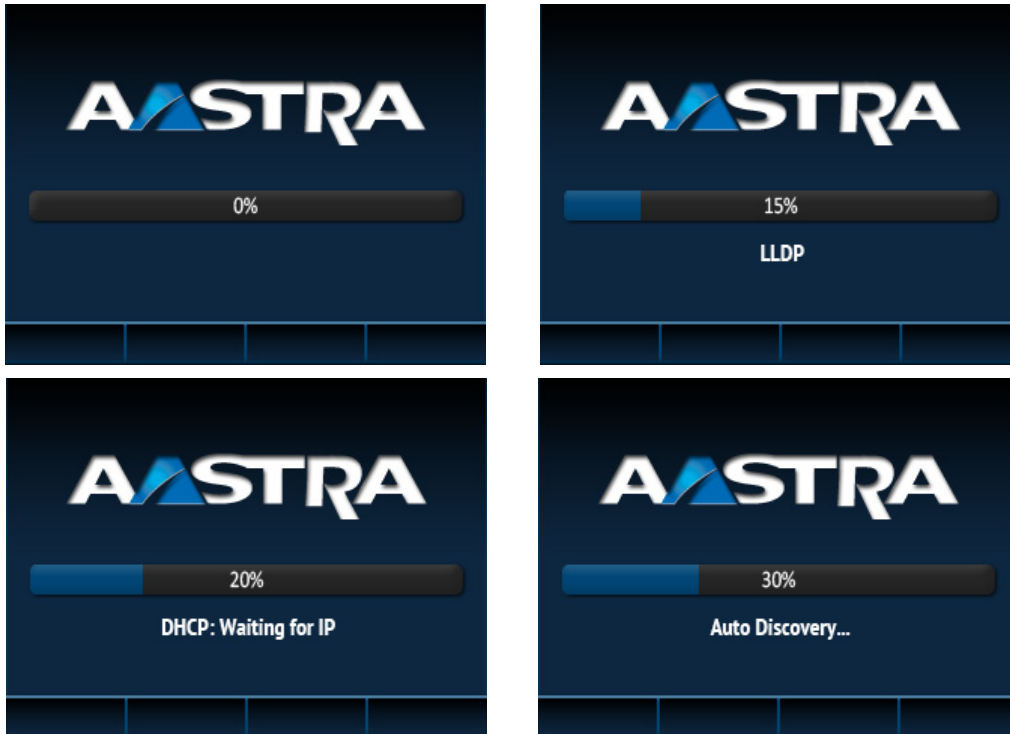 AASTRA
0%
AASTRA
15%
LLDP
AASTRA
20%
DHCP: Waiting for IP
AASTRA
30%
Auto Discovery...